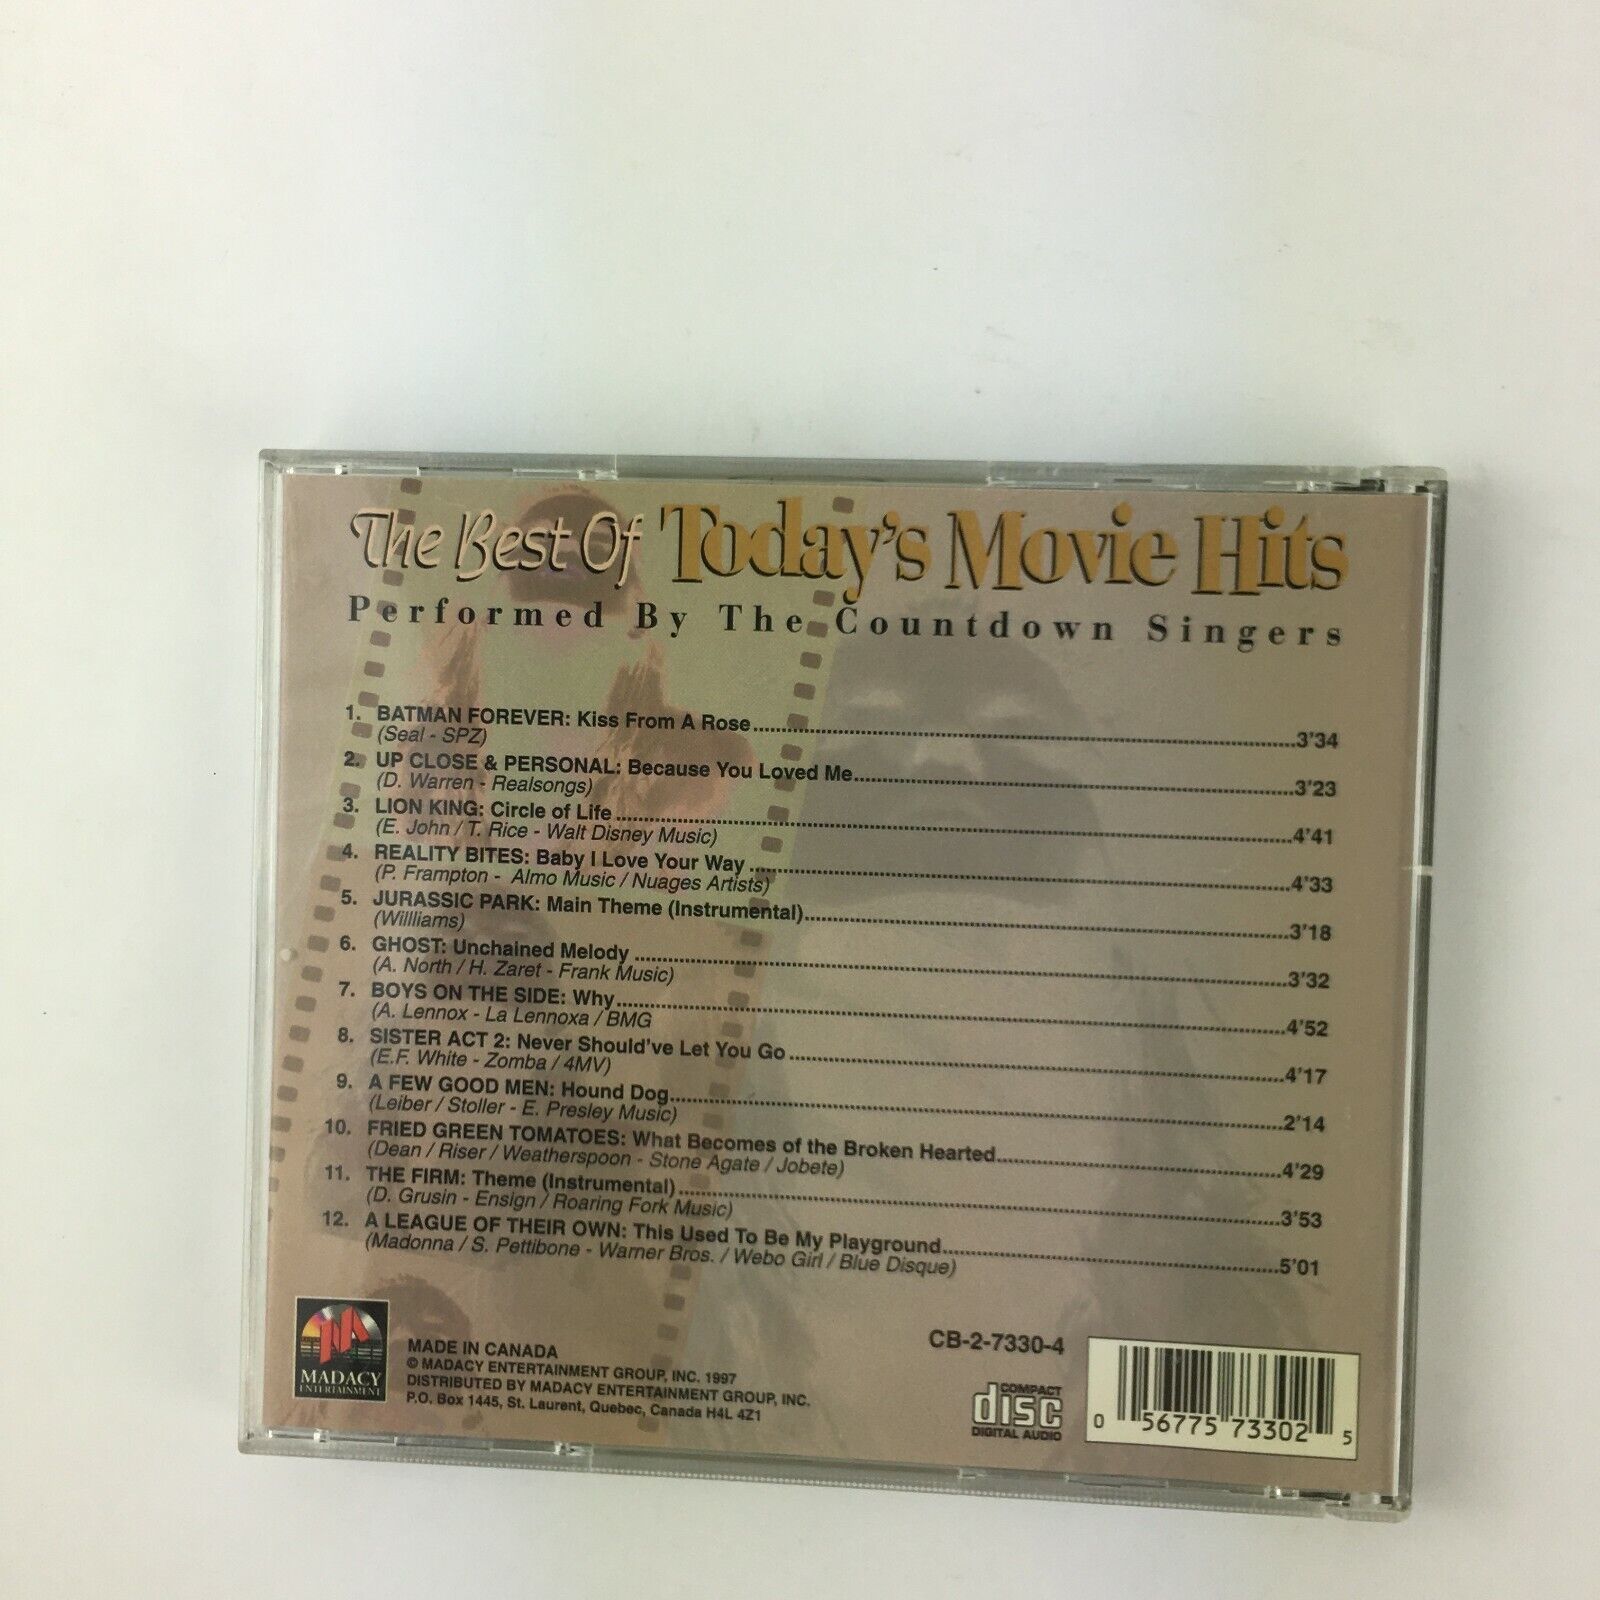 The Best Of Today's Movie Hits
Performed By The Countdown Singers
1. BATMAN FOREVER: Kiss From A Rose 3'34
(Seal - SPZ)
2. UP CLOSE & PERSONAL: Because You Loved Me 3'23
(D. Warren - Realsongs)
3. LION KING: Circle of Life 4'41
(E. John / T. Rice - Walt Disney Music)
4. REALITY BITES: Baby I Love Your Way 4'33
(P. Frampton - Almo Music / Nuages Artists)
5. JURASSIC PARK: Main Theme (Instrumental) 3'18
(Willliams)
6. GHOST: Unchained Melody 3'32
(A. North / H. Zaret - Frank Music)
7. BOYS ON THE SIDE: Why 4'52
(A. Lennox - La Lennoxa / BMG
8. SISTER ACT 2: Never Should've Let You Go 4'17
(E.F. White - Zomba / 4MV)
9. A FEW GOOD MEN: Hound Dog 2'14
(Leiber / Stoller - E. Presley Music)
10. FRIED GREEN TOMATOES: What Becomes of the Broken Hearted 4'29
(Dean / Riser / Weatherspoon - Stone Agate / Jobete)
11. THE FIRM: Theme (Instrumental) 3'53
(D. Grusin - Ensign / Roaring Fork Music)
12. A LEAGUE OF THEIR OWN: This Used To Be My Playground 5'01
(Madonna / S. Pettibone - Warner Bros. / Webo Girl / Blue Disque)
MADACY
ENTERTAINMENT
MADE IN CANADA
© MADACY ENTERTAINMENT GROUP, INC. 1997
DISTRIBUTED BY MADACY ENTERTAINMENT GROUP, INC.
P.O. Box 1445, St. Laurent, Quebec, Canada H4L 4Z1
CB-2-7330-4
COMPACT
disc
DIGITAL AUDIO
0 56775 73302 5